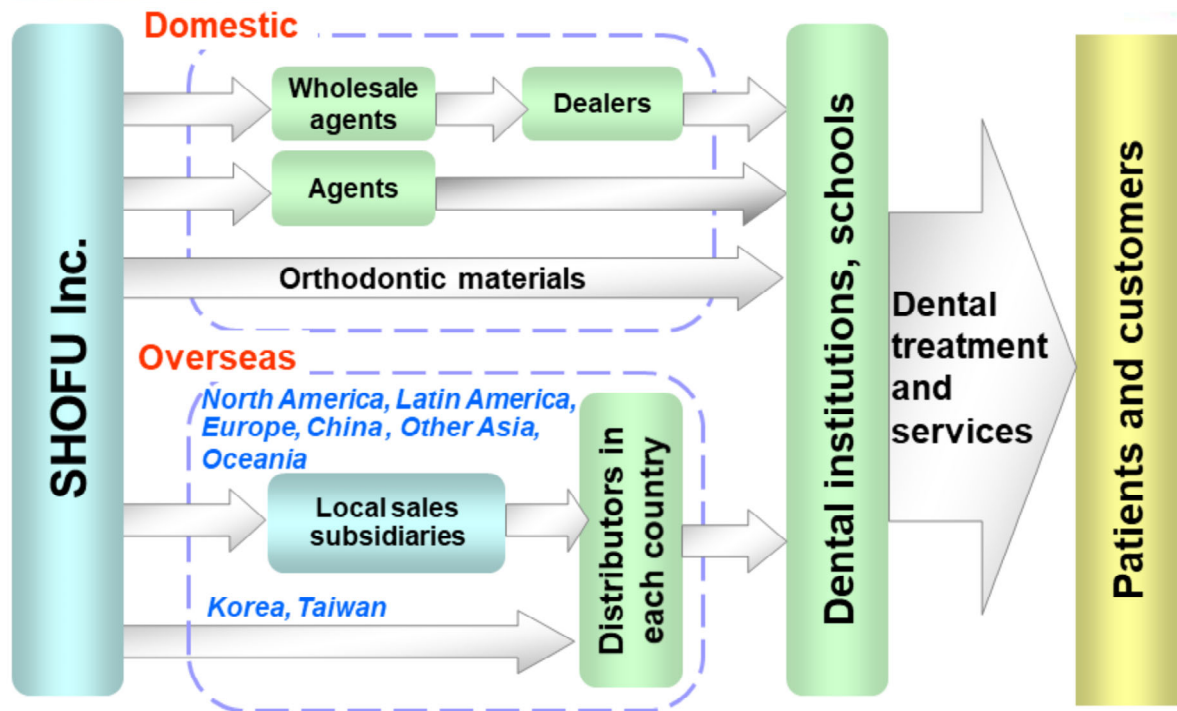 SHOFU Inc.
Domestic
Wholesale
agents
Dealers
Agents
Orthodontic materials
Overseas
North America, Latin America,
Europe, China , Other Asia,
Oceania
Local sales
subsidiaries
Korea, Taiwan
Distributors in
each country
Dental institutions, schools
Dental
treatment
and
services
Patients and customers